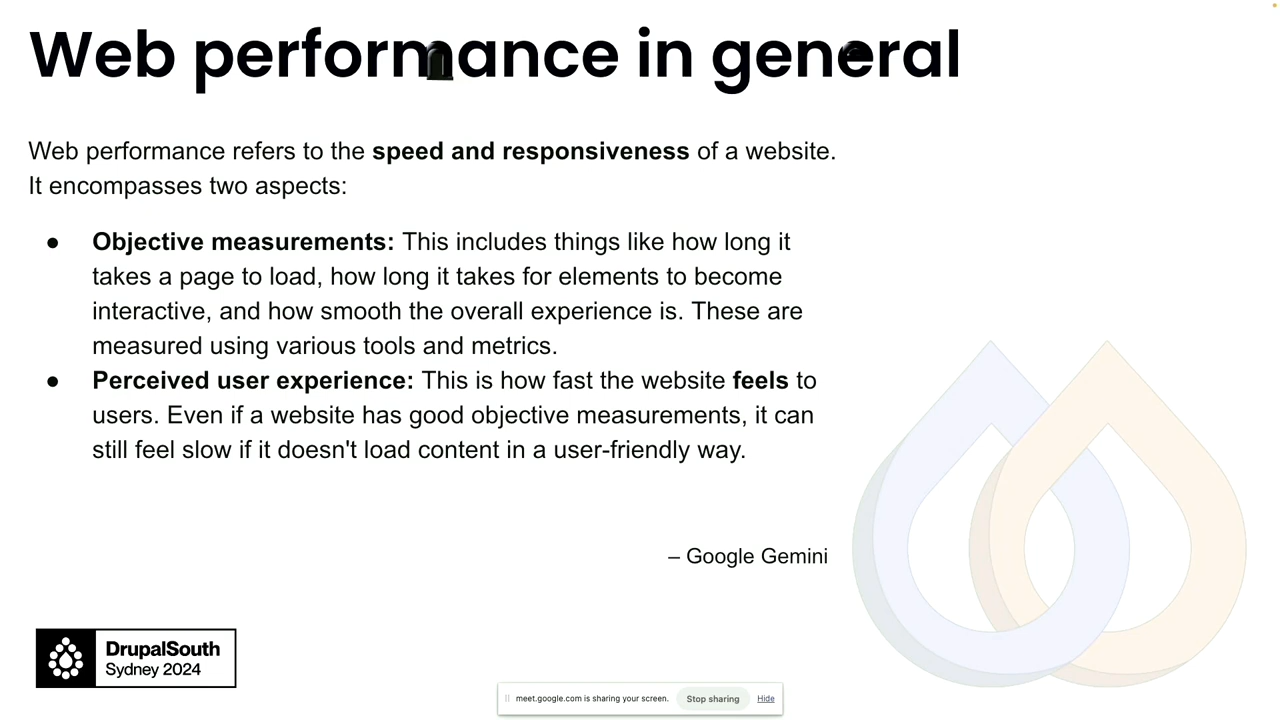 Web performance in general
Web performance refers to the speed and responsiveness of a website.
It encompasses two aspects:
● Objective measurements: This includes things like how long it
takes a page to load, how long it takes for elements to become
interactive, and how smooth the overall experience is. These are
measured using various tools and metrics.
● Perceived user experience: This is how fast the website feels to
users. Even if a website has good objective measurements, it can
still feel slow if it doesn't load content in a user-friendly way.
– Google Gemini
DrupalSouth
Sydney 2024
meet.google.com is sharing your screen. Stop sharing Hide